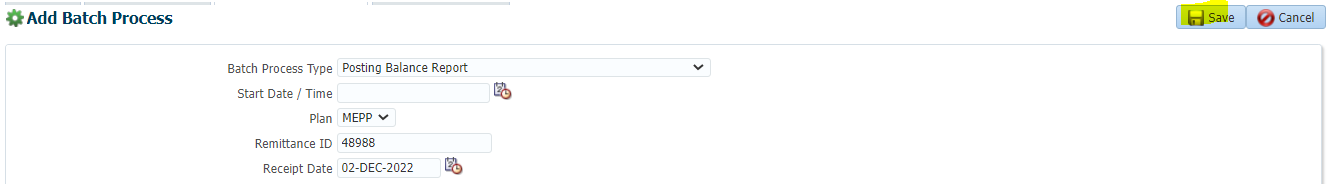 Add Batch Process
Save Cancel
Batch Process Type Posting Balance Report
Start Date / Time
Plan MEPP
Remittance ID 48988
Receipt Date 02-DEC-2022